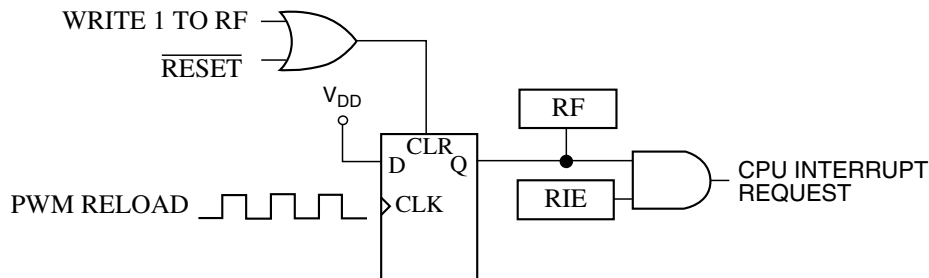 WRITE 1 TO RF
RESET
VDD
RF
CLR
D
Q
CPU INTERRUPT
REQUEST
RIE
PWM RELOAD
CLK